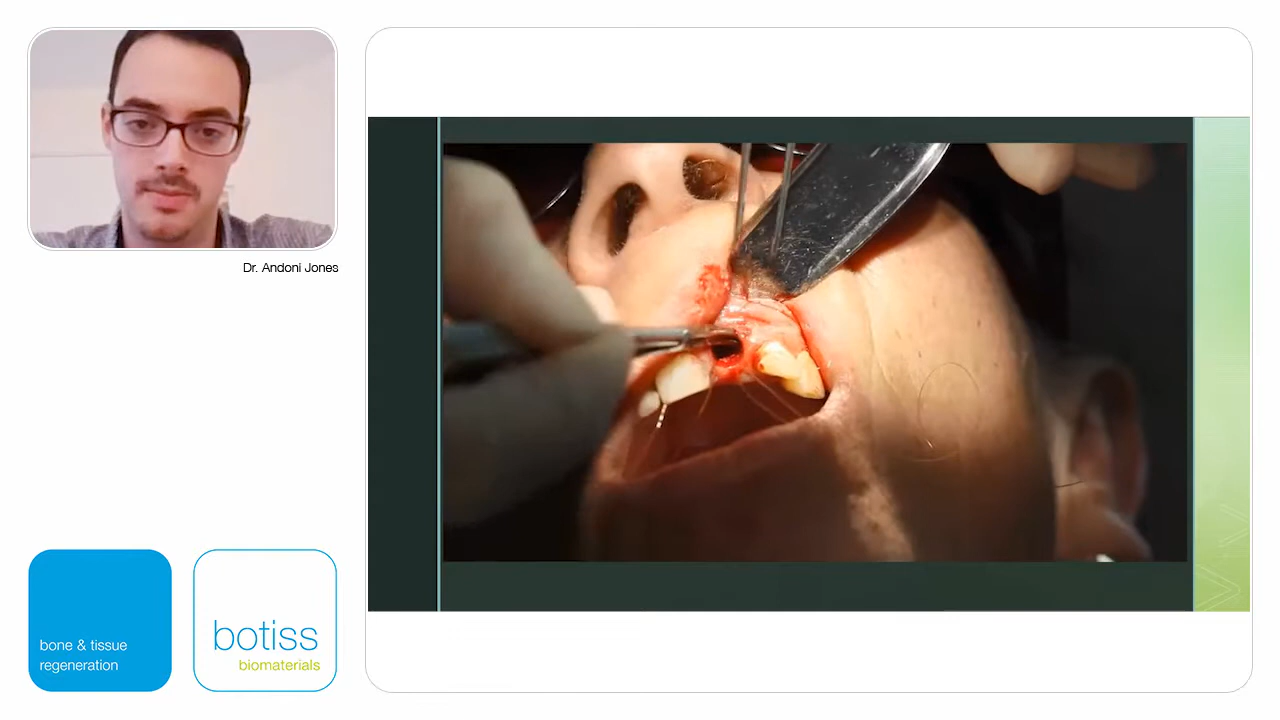 Dr. Andoni Jones
bone & tissue
regeneration
botiss
biomaterials